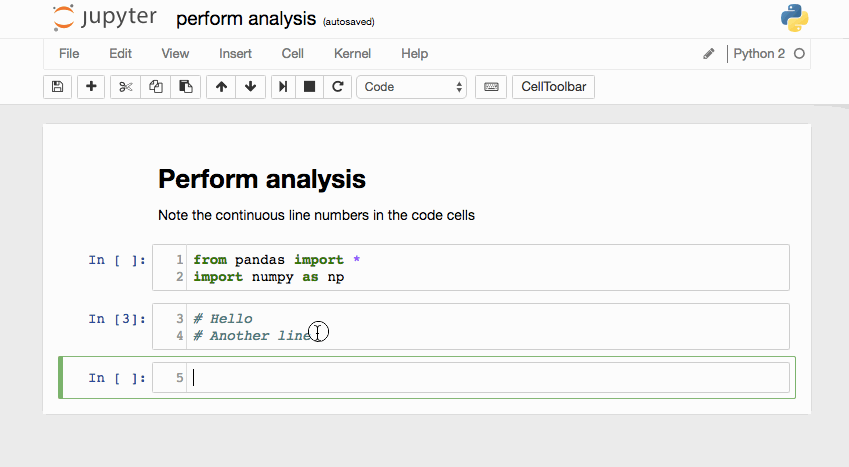 jupyter perform analysis (autosaved)
File Edit View Insert Cell Kernel Help Python 2
Code CellToolbar
Perform analysis
Note the continuous line numbers in the code cells
In [ ]: 1 from pandas import *
2 import numpy as np
In [3]: 3 # Hello
4 # Another line
In [ ]: 5